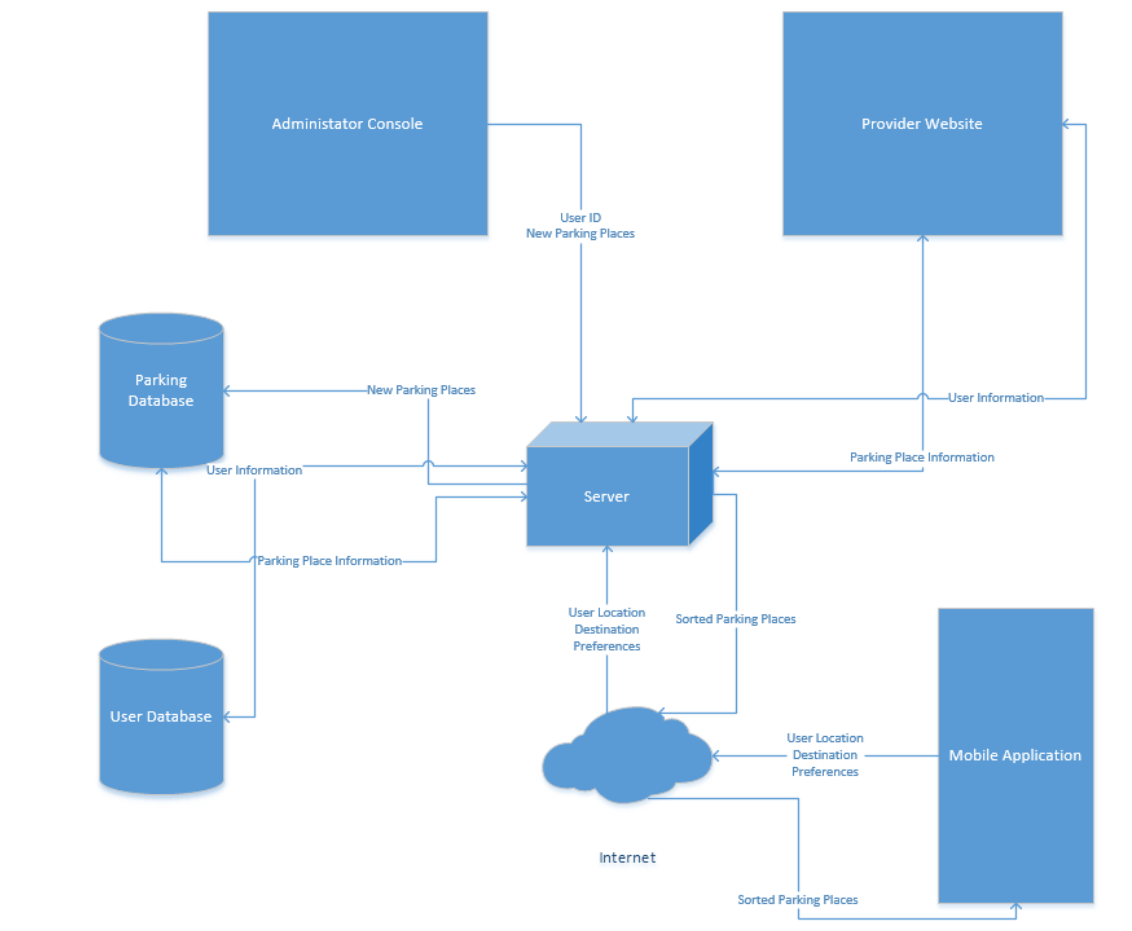 Administator Console
Provider Website
User ID
New Parking Places
Parking
Database
New Parking Places
User Information
Parking Place Information
User Information
Server
Parking Place Information
User Location
Destination
Preferences
Sorted Parking Places
User Database
User Location
Destination
Preferences
Mobile Application
Internet
Sorted Parking Places